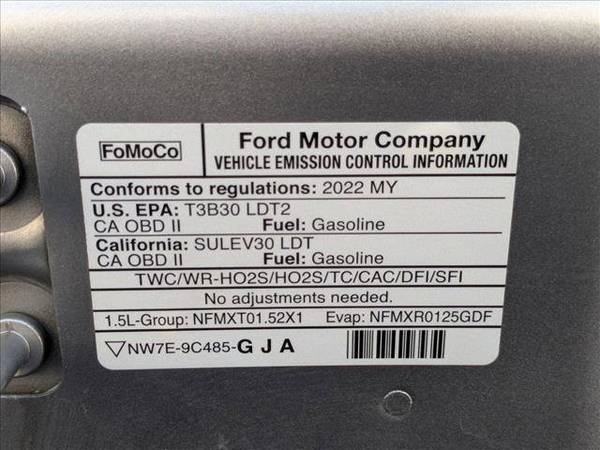 FoMoCo
Ford Motor Company
VEHICLE EMISSION CONTROL INFORMATION
Conforms to regulations: 2022 MY
U.S. EPA: T3B30 LDT2
CA OBD II Fuel: Gasoline
California: SULEV30 LDT
CA OBD II Fuel: Gasoline
TWC/WR-HO2S/HO2S/TC/CAC/DFI/SFI
No adjustments needed.
1.5L-Group: NFMXT01.52X1 Evap: NFMXR0125GDF
NW7E-9C485-G J A